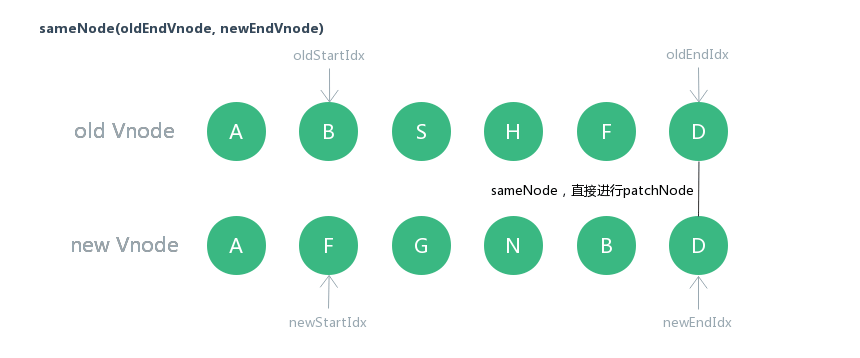 sameNode(oldEndVnode, newEndVnode)
oldStartIdx
oldEndIdx
old Vnode A B S H F D
sameNode，直接进行patchNode
new Vnode A F G N B D
newStartIdx
newEndIdx